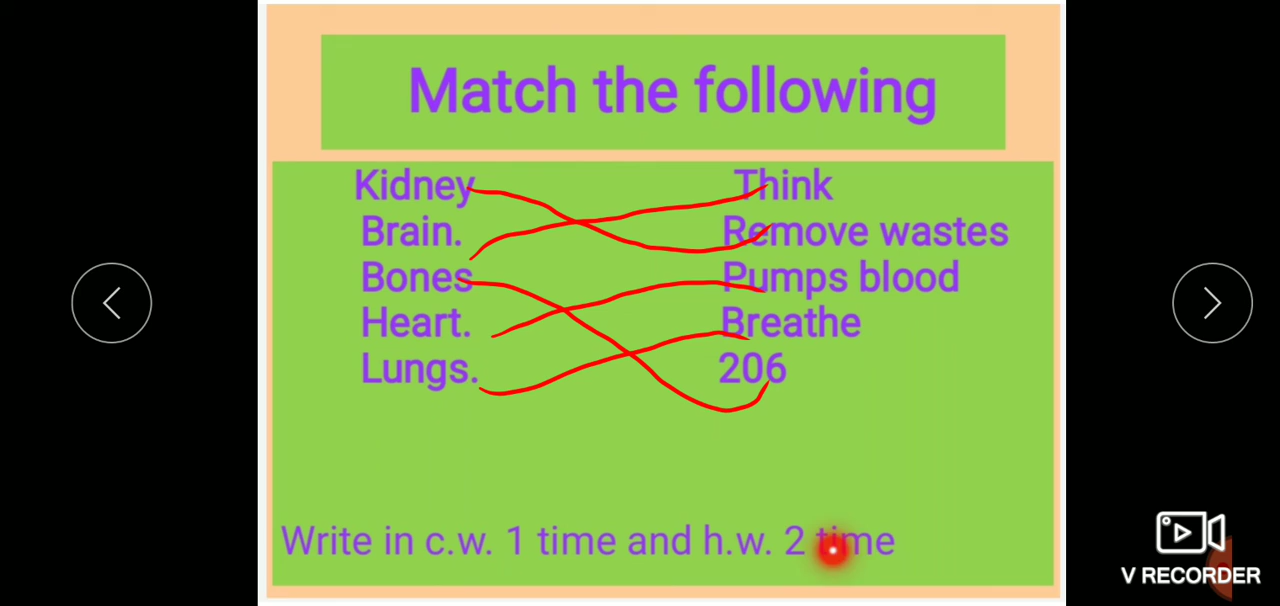 Match the following
Kidney Think
Brain. Remove wastes
Bones Pumps blood
Heart. Breathe
Lungs. 206
Write in c.w. 1 time and h.w. 2 time
V RECORDER